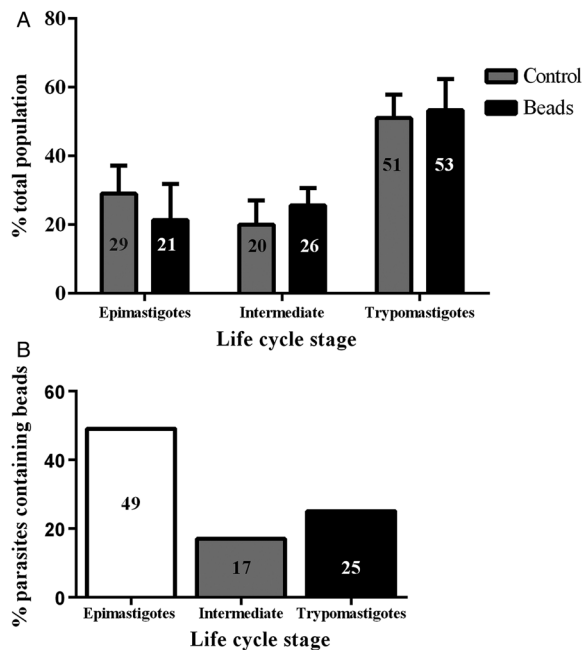 A
80
60
40
20
0
% total population
29
21
20
26
51
53
Control
Beads
Epimastigotes Intermediate Trypomastigotes
Life cycle stage
B
60
40
20
0
% parasites containing beads
49
17
25
Epimastigotes Intermediate Trypomastigotes
Life cycle stage